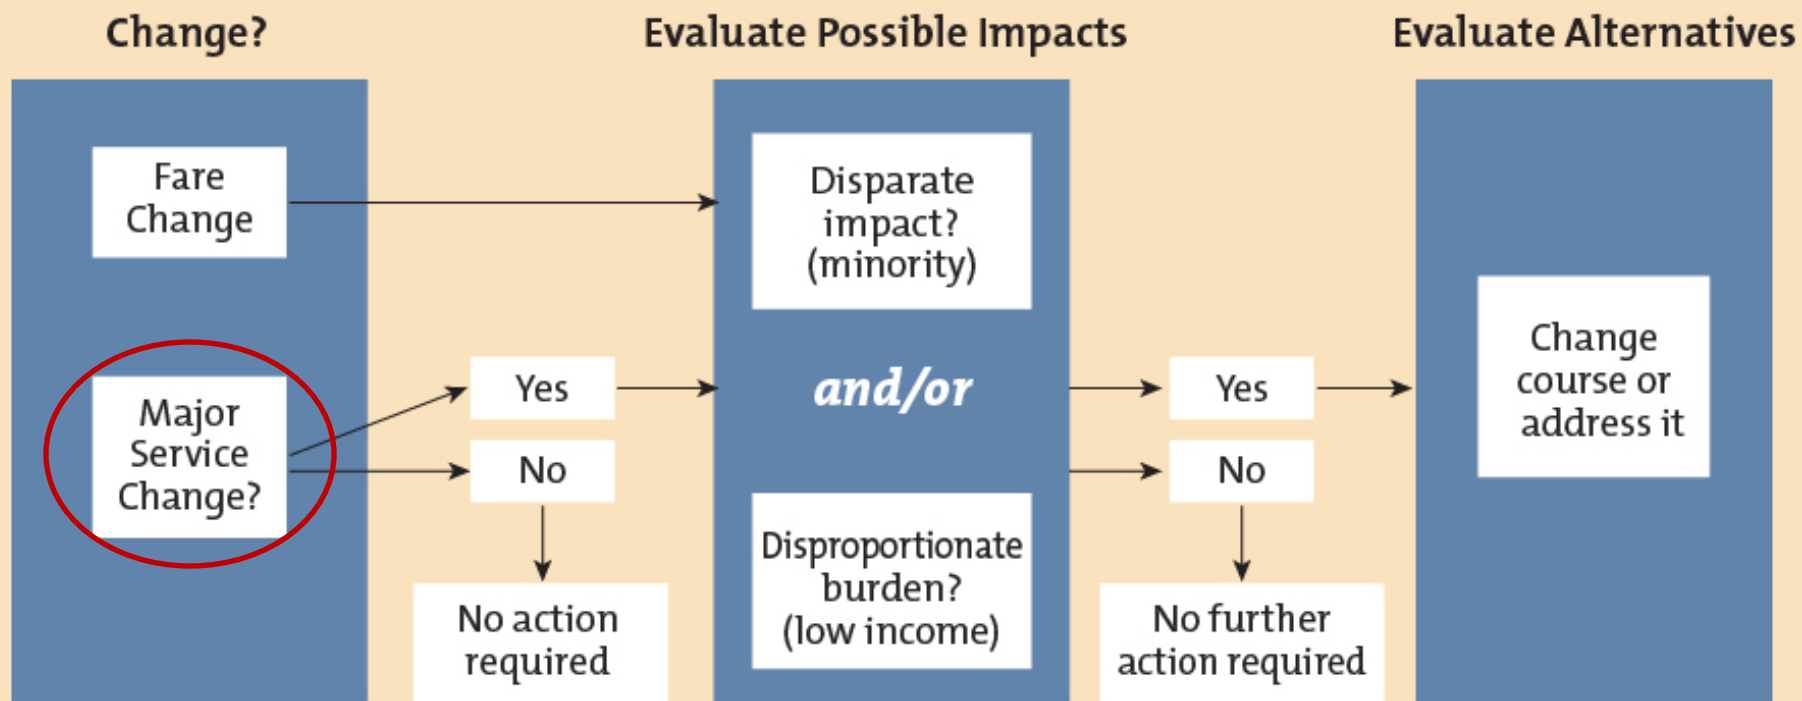 Change?
Evaluate Possible Impacts
Evaluate Alternatives
Fare
Change
Major
Service
Change?
Yes
No
No action
required
Disparate
impact?
(minority)
and/or
Disproportionate
burden?
(low income)
Yes
No
No further
action required
Change
course or
address it